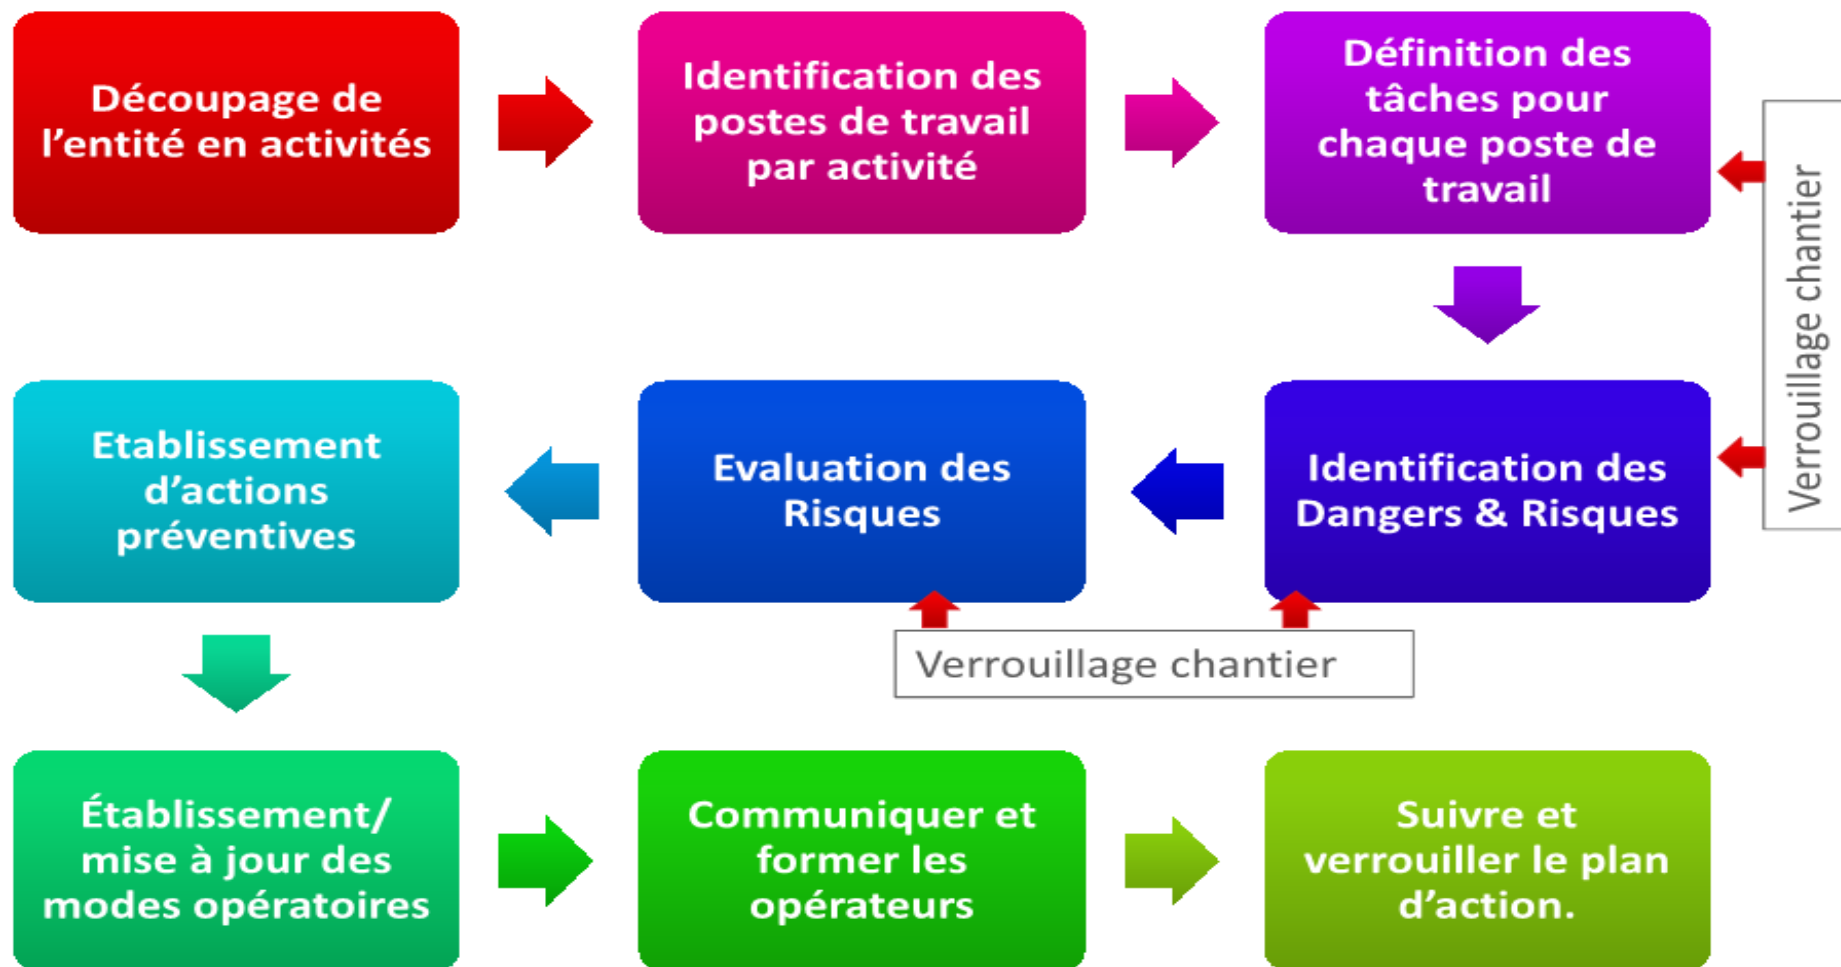 Découpage de
l’entité en activités
Identification des
postes de travail
par activité
Définition des
tâches pour
chaque poste de
travail
Verrouillage chantier
Etablissement
d’actions
préventives
Evaluation des
Risques
Identification des
Dangers & Risques
Verrouillage chantier
Établissement/
mise à jour des
modes opératoires
Communiquer et
former les
opérateurs
Suivre et
verrouiller le plan
d’action.